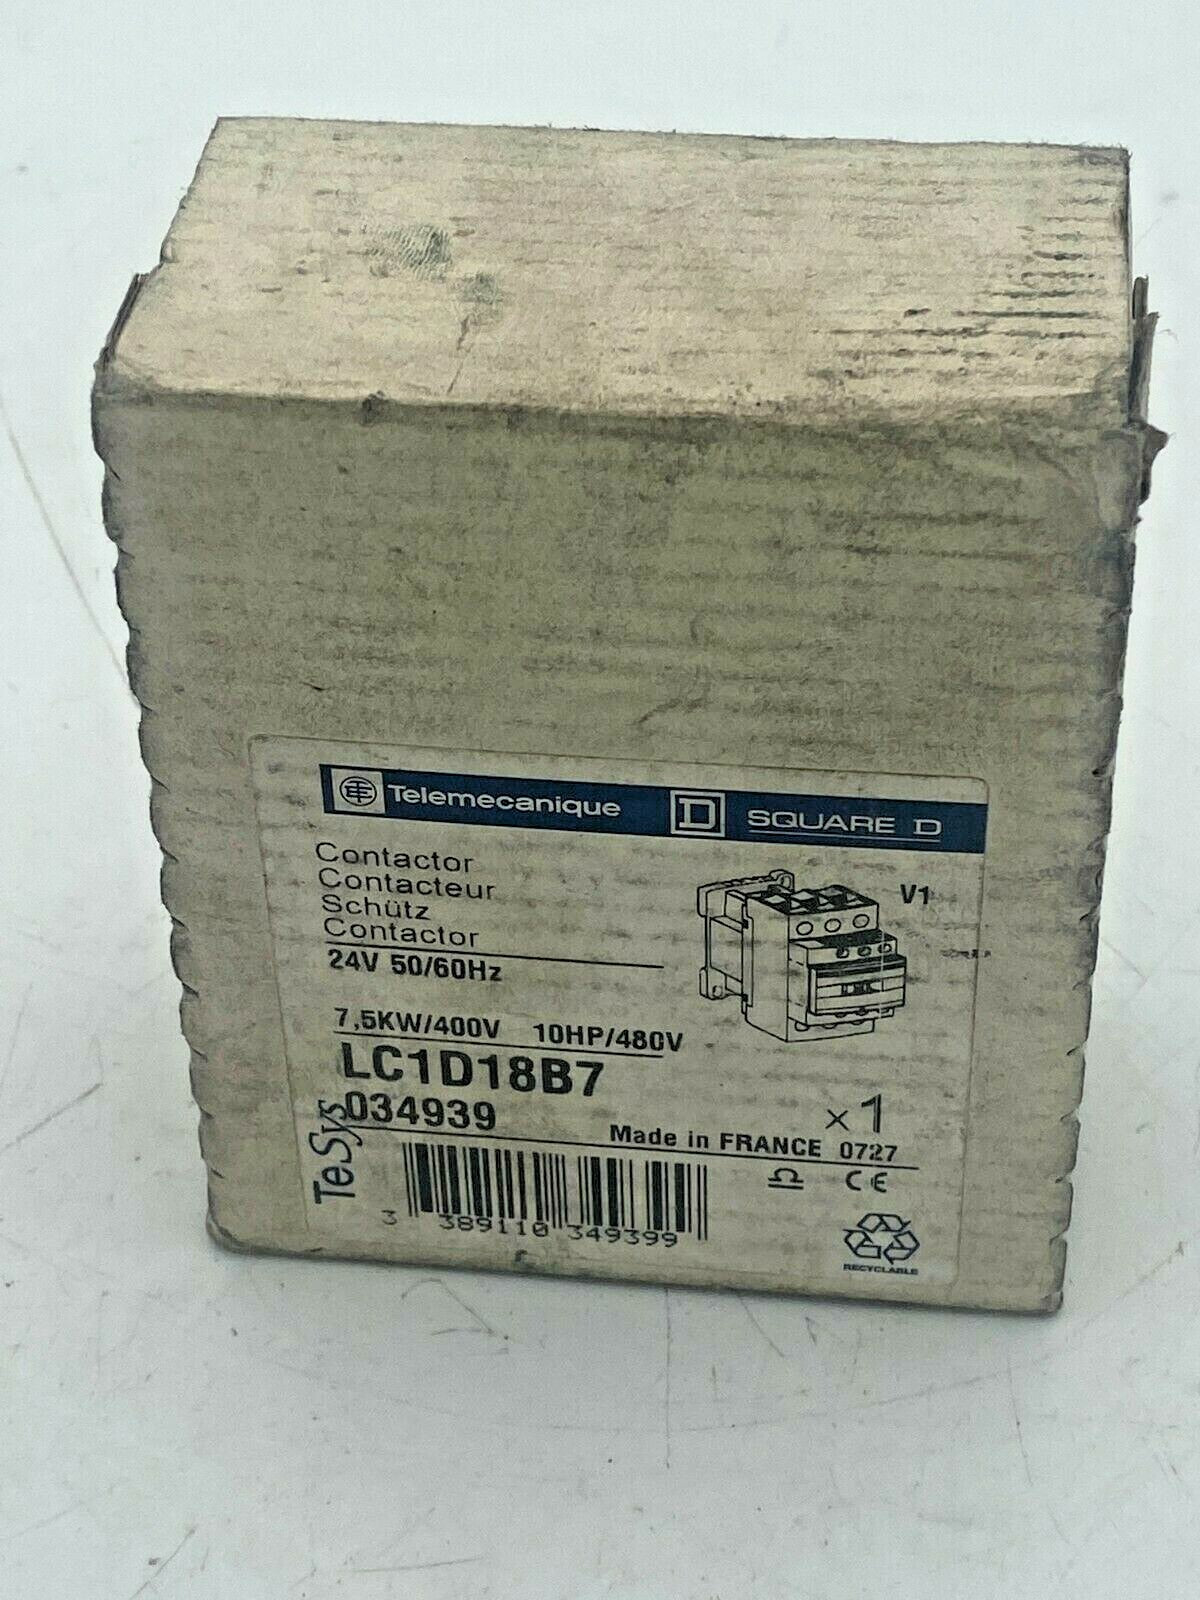 Telemecanique D SQUARE D
Contactor
Contacteur
Schütz
Contactor
V1
24V 50/60Hz
7,5KW/400V 10HP/480V
LC1D18B7
034939
x1
Made in FRANCE 0727
TeSys
CE
3 389110 349399
RECYCLABLE